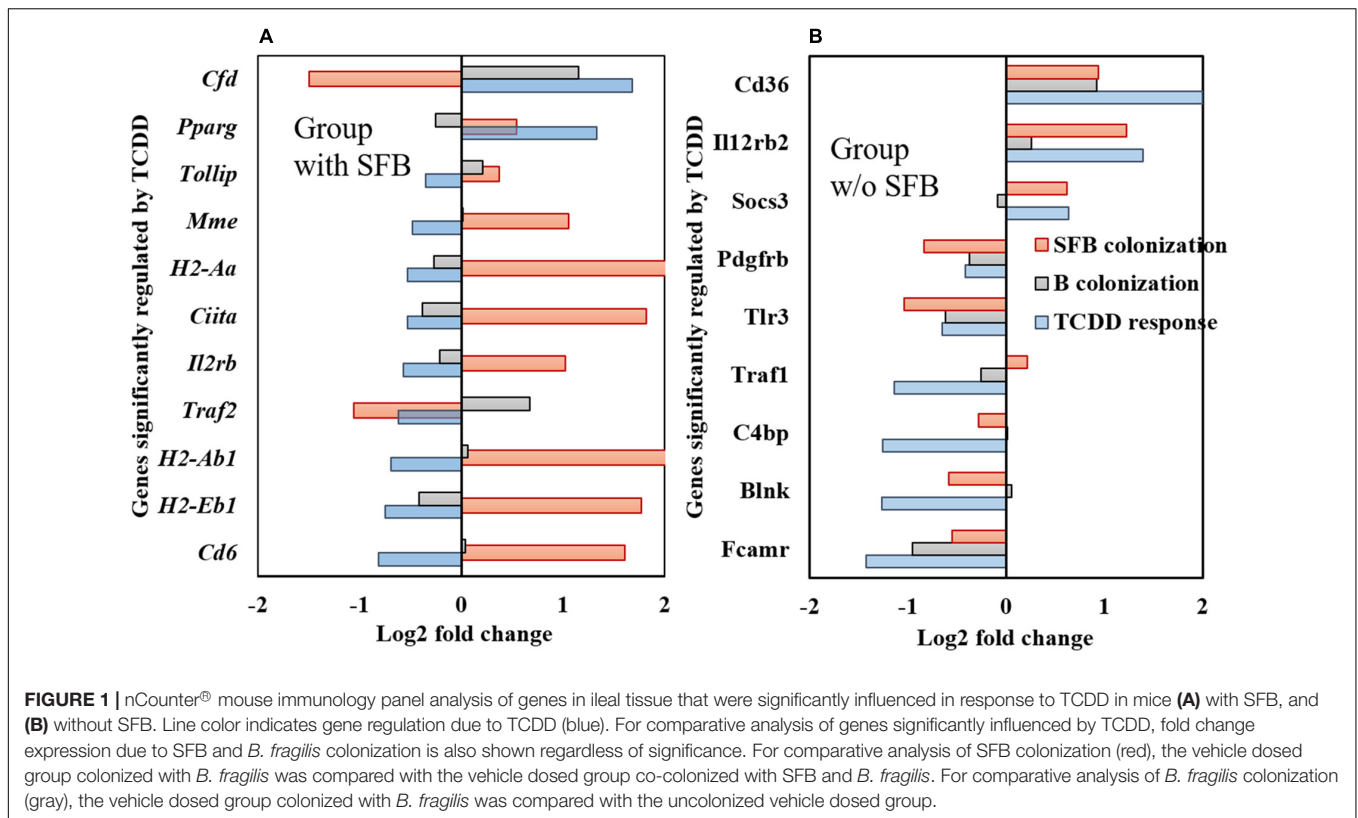 A
Genes significantly regulated by TCDD
Cfd
Pparg
Tollip
Mme
H2-Aa
Ciita
Il2rb
Traf2
H2-Ab1
H2-Eb1
Cd6
Group
with SFB
-2 -1 0 1 2
Log2 fold change
B
Genes significantly regulated by TCDD
Cd36
Il12rb2
Socs3
Pdgfrb
Tlr3
Traf1
C4bp
Blnk
Fcamr
Group
w/o SFB
SFB colonization
B colonization
TCDD response
-2 -1 0 1 2
Log2 fold change
FIGURE 1 | nCounter® mouse immunology panel analysis of genes in ileal tissue that were significantly influenced in response to TCDD in mice (A) with SFB, and
(B) without SFB. Line color indicates gene regulation due to TCDD (blue). For comparative analysis of genes significantly influenced by TCDD, fold change
expression due to SFB and B. fragilis colonization is also shown regardless of significance. For comparative analysis of SFB colonization (red), the vehicle dosed
group colonized with B. fragilis was compared with the vehicle dosed group co-colonized with SFB and B. fragilis. For comparative analysis of B. fragilis colonization
(gray), the vehicle dosed group colonized with B. fragilis was compared with the uncolonized vehicle dosed group.